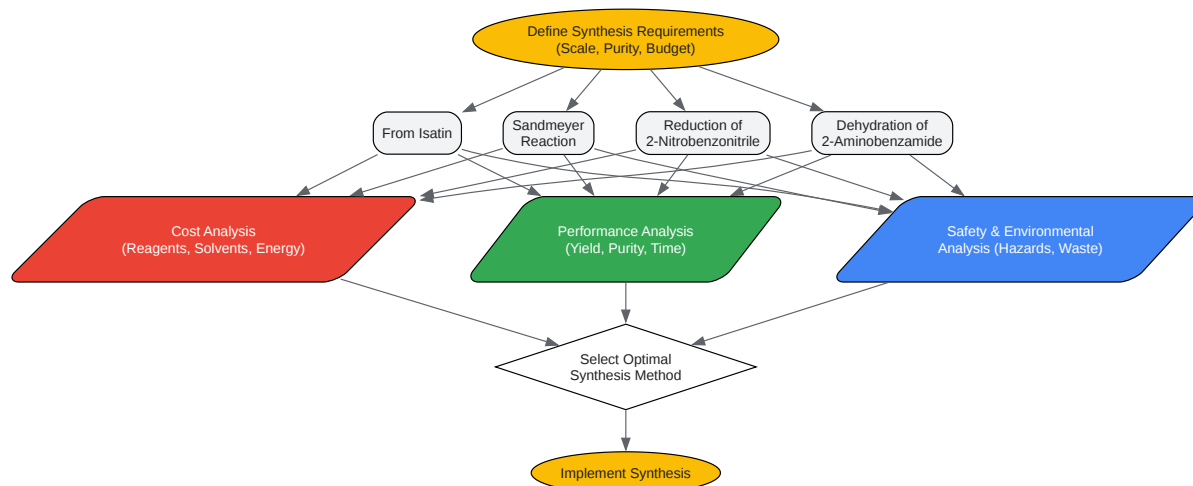 Define Synthesis Requirements
(Scale, Purity, Budget)
From Isatin
Sandmeyer
Reaction
Reduction of
2-Nitrobenzonitrile
Dehydration of
2-Aminobenzamide
Cost Analysis
(Reagents, Solvents, Energy)
Performance Analysis
(Yield, Purity, Time)
Safety & Environmental
Analysis (Hazards, Waste)
Select Optimal
Synthesis Method
Implement Synthesis